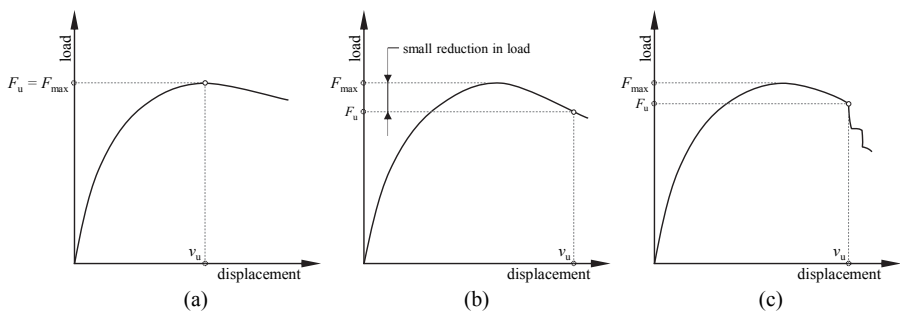 load
F_u = F_max
v_u
displacement
(a)
load
small reduction in load
F_max
F_u
v_u
displacement
(b)
load
F_max
F_u
v_u
displacement
(c)